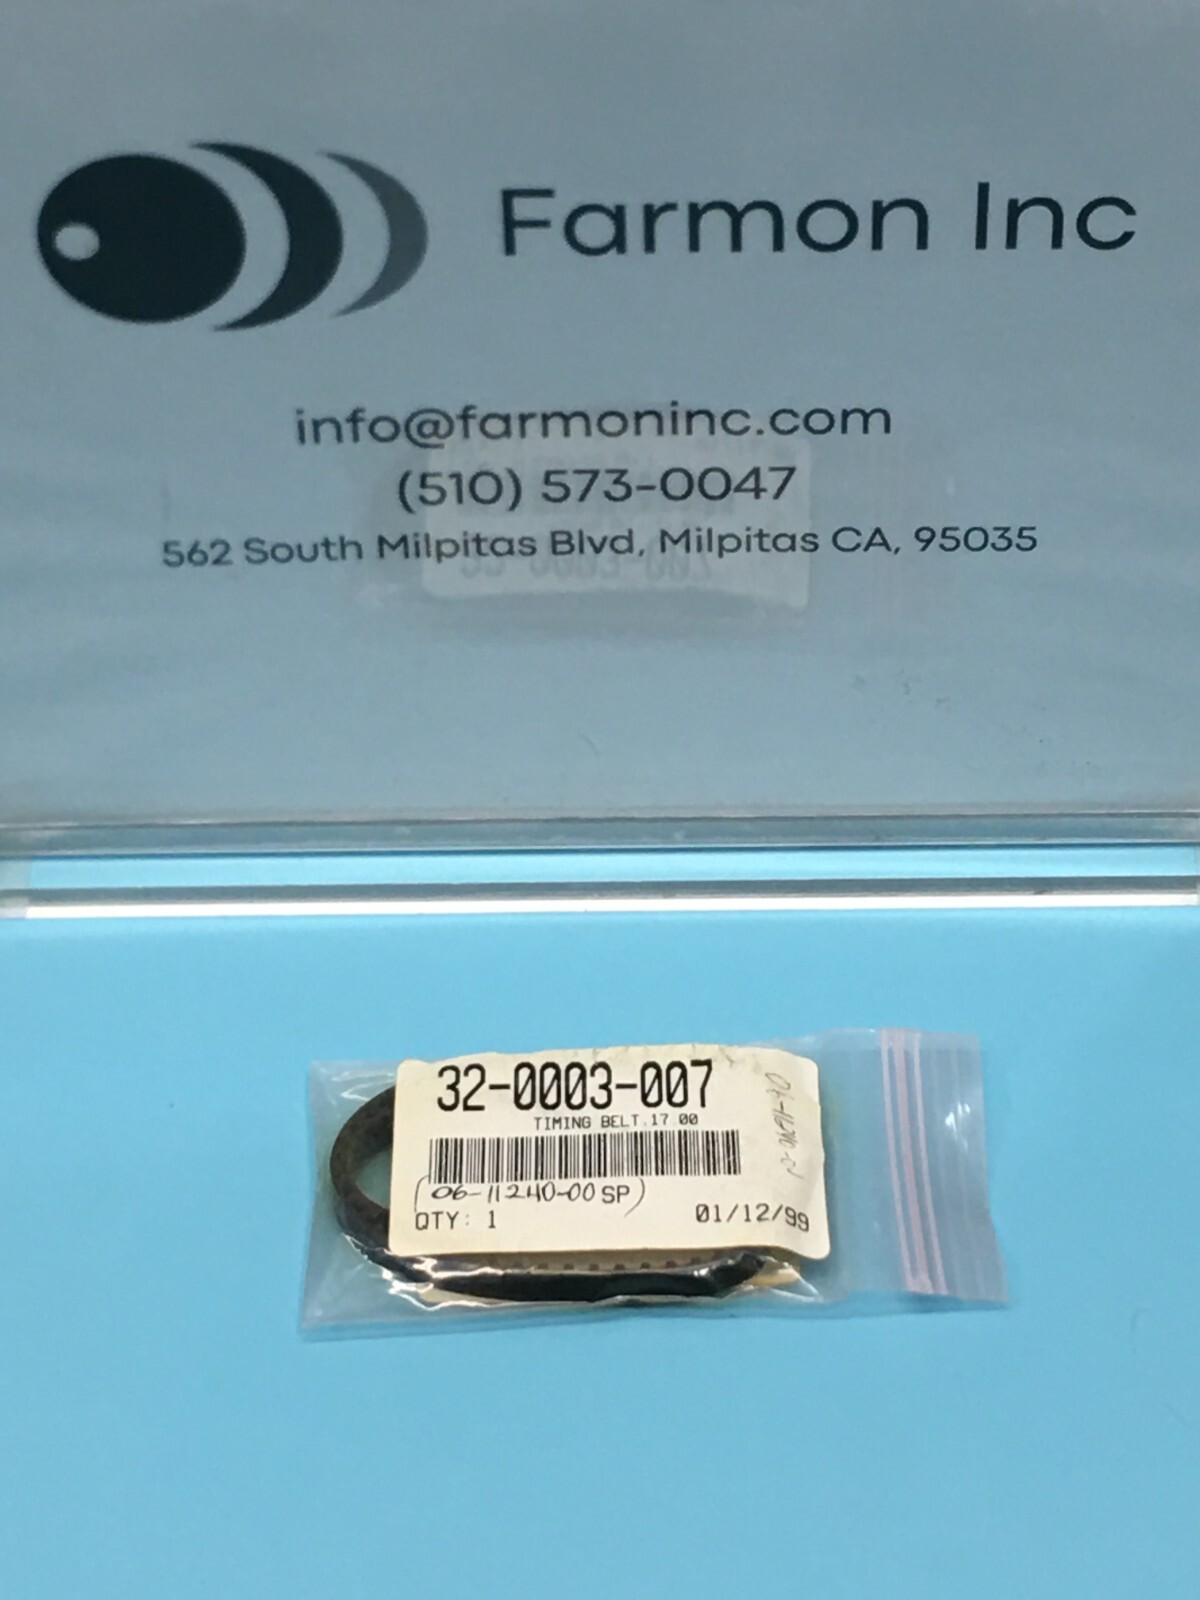 Farmon Inc
info@farmoninc.com
(510) 573-0047
562 South Milpitas Blvd, Milpitas CA, 95035
32-0003-007
TIMING BELT.17.00
(06-11240-00 SP)
QTY: 1
01/12/99